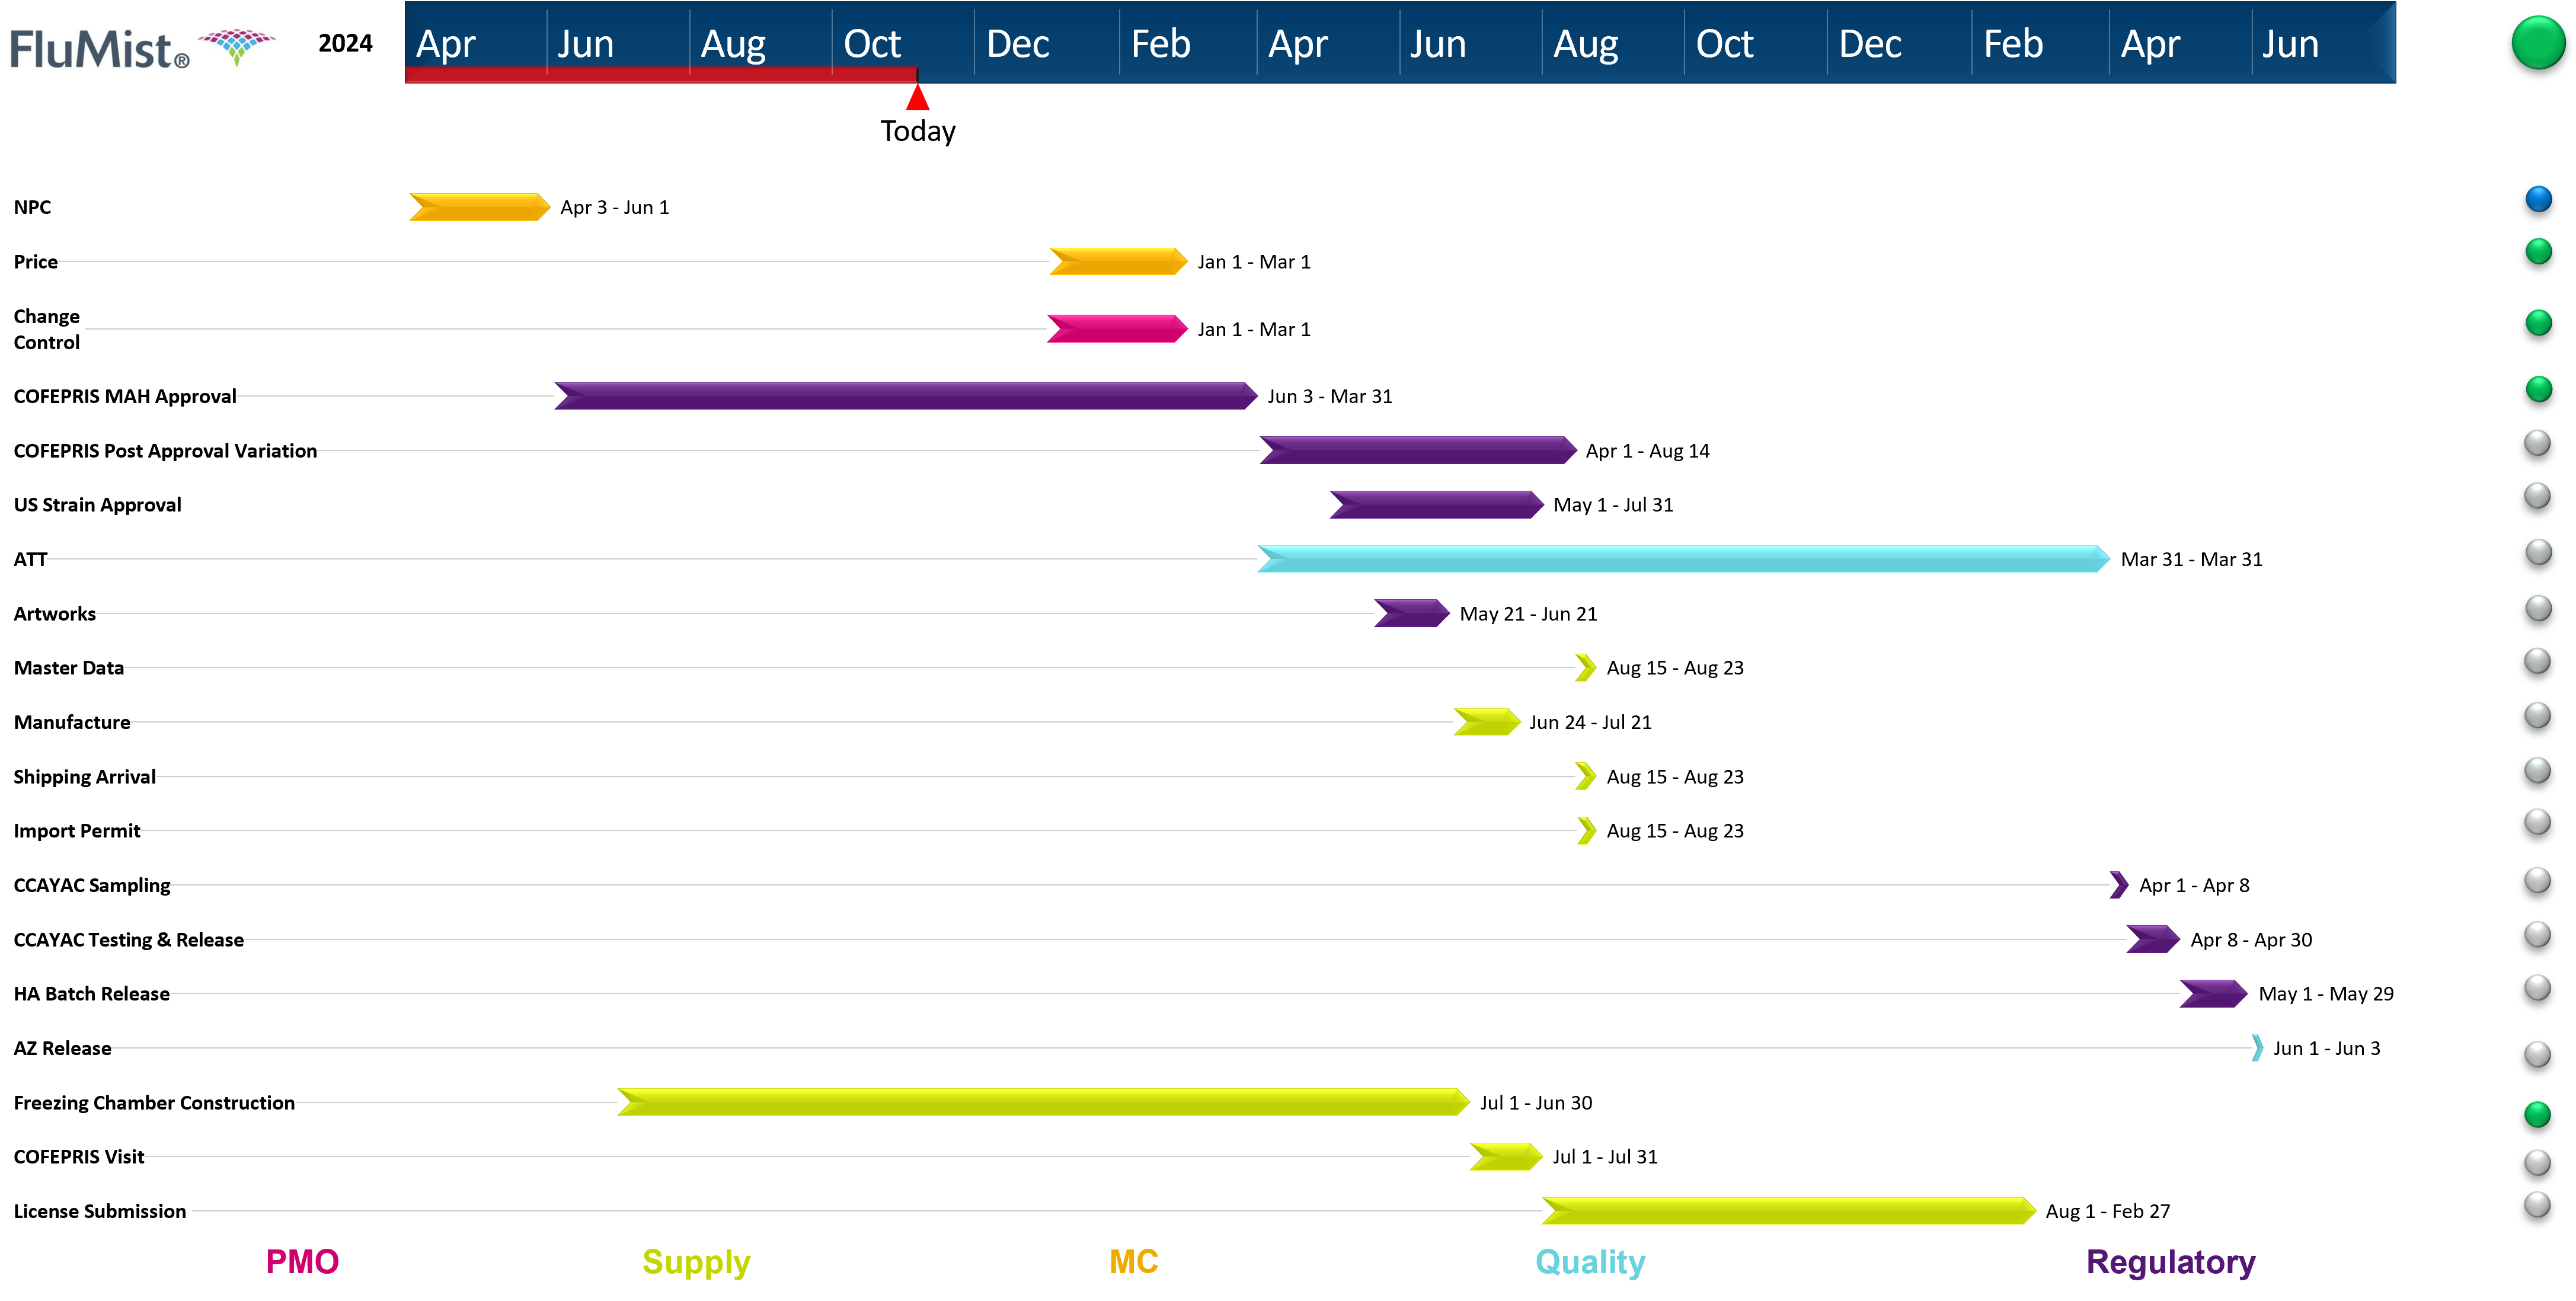 FluMist®
2024
Apr Jun Aug Oct Dec Feb Apr Jun Aug Oct Dec Feb Apr Jun
Today
NPC Apr 3 - Jun 1
Price Jan 1 - Mar 1
Change
Control Jan 1 - Mar 1
COFEPRIS MAH Approval Jun 3 - Mar 31
COFEPRIS Post Approval Variation Apr 1 - Aug 14
US Strain Approval May 1 - Jul 31
ATT Mar 31 - Mar 31
Artworks May 21 - Jun 21
Master Data Aug 15 - Aug 23
Manufacture Jun 24 - Jul 21
Shipping Arrival Aug 15 - Aug 23
Import Permit Aug 15 - Aug 23
CCAYAC Sampling Apr 1 - Apr 8
CCAYAC Testing & Release Apr 8 - Apr 30
HA Batch Release May 1 - May 29
AZ Release Jun 1 - Jun 3
Freezing Chamber Construction Jul 1 - Jun 30
COFEPRIS Visit Jul 1 - Jul 31
License Submission Aug 1 - Feb 27
PMO Supply MC Quality Regulatory